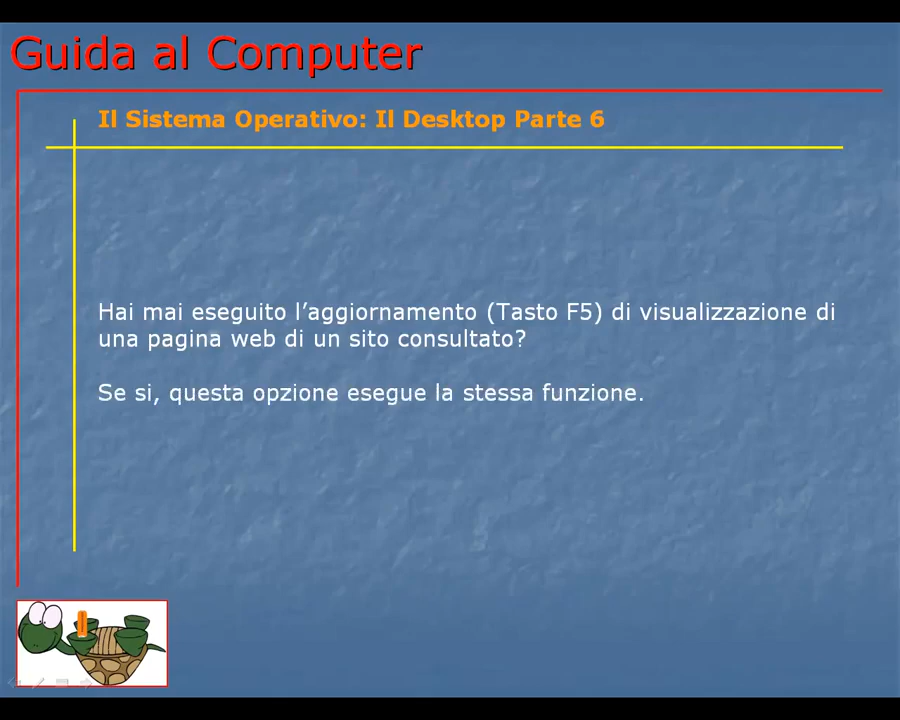 Guida al Computer
Il Sistema Operativo: Il Desktop Parte 6
Hai mai eseguito l’aggiornamento (Tasto F5) di visualizzazione di
una pagina web di un sito consultato?
Se si, questa opzione esegue la stessa funzione.